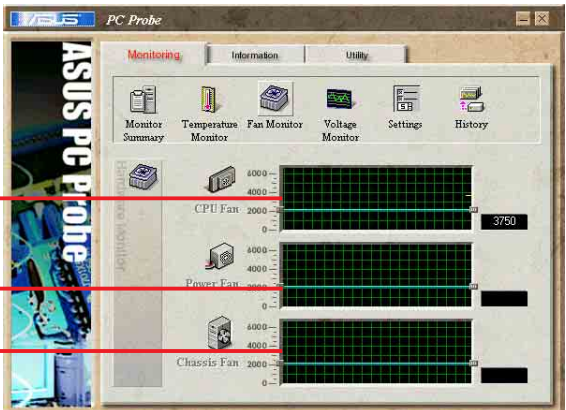 ASUS
PC Probe
ASUS PC Probe
Monitoring
Information
Utility
Monitor
Summary
Temperature
Monitor
Fan Monitor
Voltage
Monitor
Settings
History
Hardware Monitor
CPU Fan
6000
4000
2000
0
3750
Power Fan
6000
4000
2000
0
Chassis Fan
6000
4000
2000
0